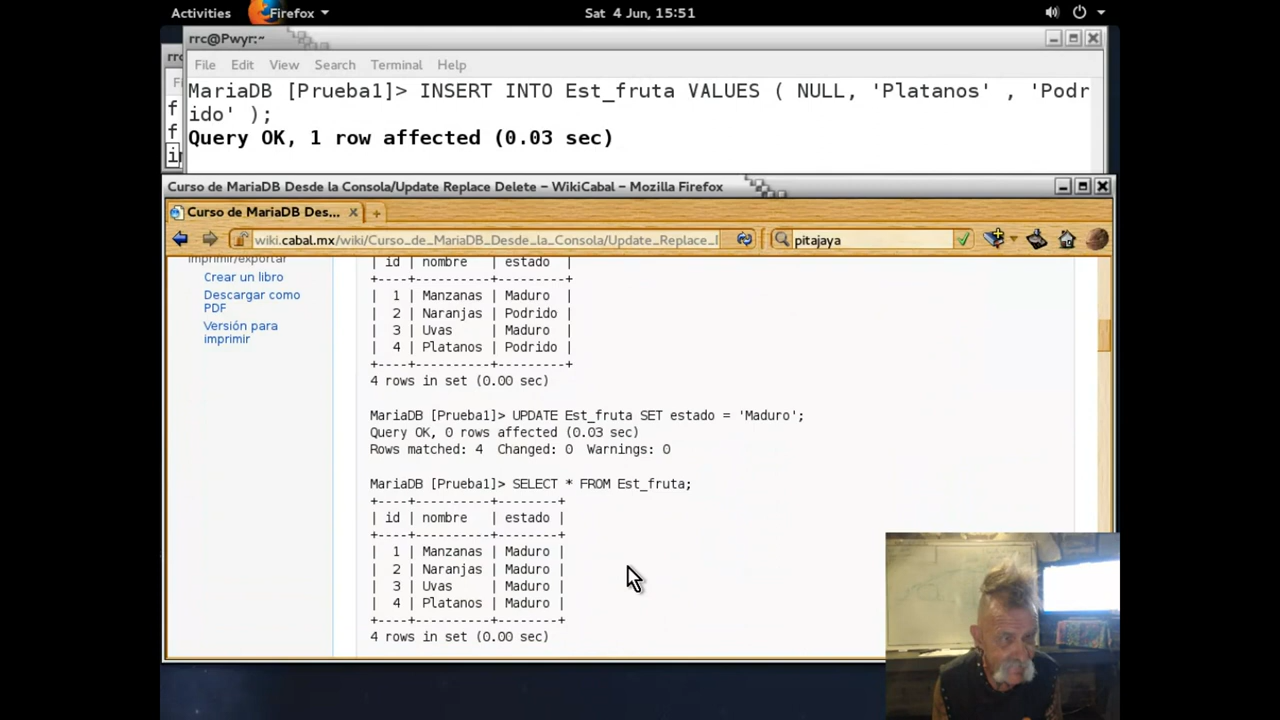 Activities Firefox Sat 4 Jun, 15:51
rrc@Pwyr:~
File Edit View Search Terminal Help
MariaDB [Prueba1]> INSERT INTO Est_fruta VALUES ( NULL, 'Platanos' , 'Podr
ido' );
Query OK, 1 row affected (0.03 sec)
Curso de MariaDB Desde la Consola/Update Replace Delete – WikiCabal – Mozilla Firefox
Curso de MariaDB Des...
wiki.cabal.mx/wiki/Curso_de_MariaDB_Desde_la_Consola/Update_Replace_ pitajaya
Imprimir/exportar
Crear un libro
Descargar como
PDF
Versión para
imprimir
| id | nombre | estado |
+----+----------+---------+
| 1 | Manzanas | Maduro |
| 2 | Naranjas | Podrido |
| 3 | Uvas | Maduro |
| 4 | Platanos | Podrido |
+----+----------+---------+
4 rows in set (0.00 sec)
MariaDB [Prueba1]> UPDATE Est_fruta SET estado = 'Maduro';
Query OK, 0 rows affected (0.03 sec)
Rows matched: 4 Changed: 0 Warnings: 0
MariaDB [Prueba1]> SELECT * FROM Est_fruta;
+----+----------+--------+
| id | nombre | estado |
+----+----------+--------+
| 1 | Manzanas | Maduro |
| 2 | Naranjas | Maduro |
| 3 | Uvas | Maduro |
| 4 | Platanos | Maduro |
+----+----------+--------+
4 rows in set (0.00 sec)